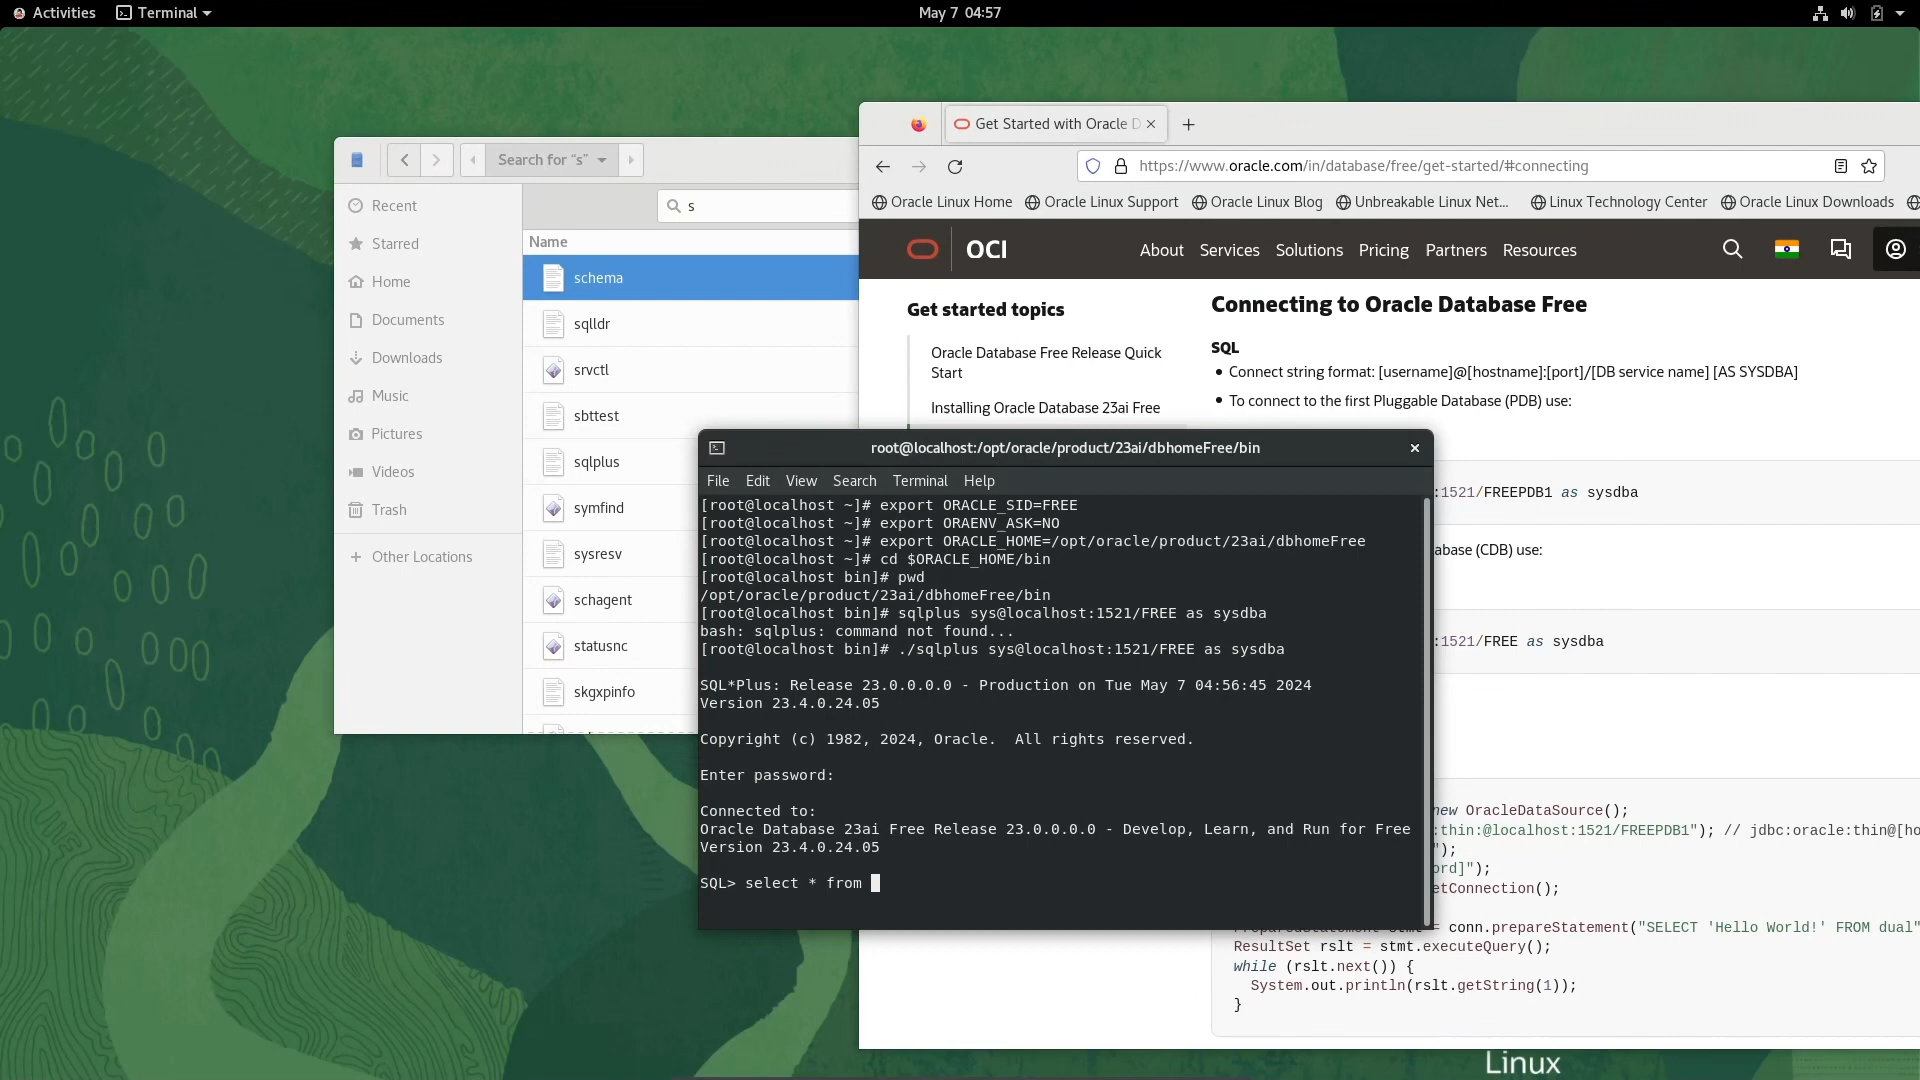 Activities
Terminal
May 7 04:57
Search for “s”
Recent
Starred
Home
Documents
Downloads
Music
Pictures
Videos
Trash
Other Locations
s
Name
schema
sqlldr
srvctl
sbttest
sqlplus
symfind
sysresv
schagent
statusnc
skgxpinfo
Get Started with Oracle D
https://www.oracle.com/in/database/free/get-started/#connecting
Oracle Linux Home
Oracle Linux Support
Oracle Linux Blog
Unbreakable Linux Net...
Linux Technology Center
Oracle Linux Downloads
OCI
About
Services
Solutions
Pricing
Partners
Resources
Get started topics
Oracle Database Free Release Quick
Start
Installing Oracle Database 23ai Free
Connecting to Oracle Database Free
SQL
• Connect string format: [username]@[hostname]:[port]/[DB service name] [AS SYSDBA]
• To connect to the first Pluggable Database (PDB) use:
:1521/FREEPDB1 as sysdba
abase (CDB) use:
:1521/FREE as sysdba
root@localhost:/opt/oracle/product/23ai/dbhomeFree/bin
File Edit View Search Terminal Help
[root@localhost ~]# export ORACLE_SID=FREE
[root@localhost ~]# export ORAENV_ASK=NO
[root@localhost ~]# export ORACLE_HOME=/opt/oracle/product/23ai/dbhomeFree
[root@localhost ~]# cd $ORACLE_HOME/bin
[root@localhost bin]# pwd
/opt/oracle/product/23ai/dbhomeFree/bin
[root@localhost bin]# sqlplus sys@localhost:1521/FREE as sysdba
bash: sqlplus: command not found...
[root@localhost bin]# ./sqlplus sys@localhost:1521/FREE as sysdba
SQL*Plus: Release 23.0.0.0.0 - Production on Tue May 7 04:56:45 2024
Version 23.4.0.24.05
Copyright (c) 1982, 2024, Oracle.  All rights reserved.
Enter password:
Connected to:
Oracle Database 23ai Free Release 23.0.0.0.0 - Develop, Learn, and Run for Free
Version 23.4.0.24.05
SQL> select * from
new OracleDataSource();
:thin:@localhost:1521/FREEPDB1"); // jdbc:oracle:thin@[ho
");
ord]");
etConnection();
= conn.prepareStatement("SELECT 'Hello World!' FROM dual"
ResultSet rslt = stmt.executeQuery();
while (rslt.next()) {
System.out.println(rslt.getString(1));
}
Linux